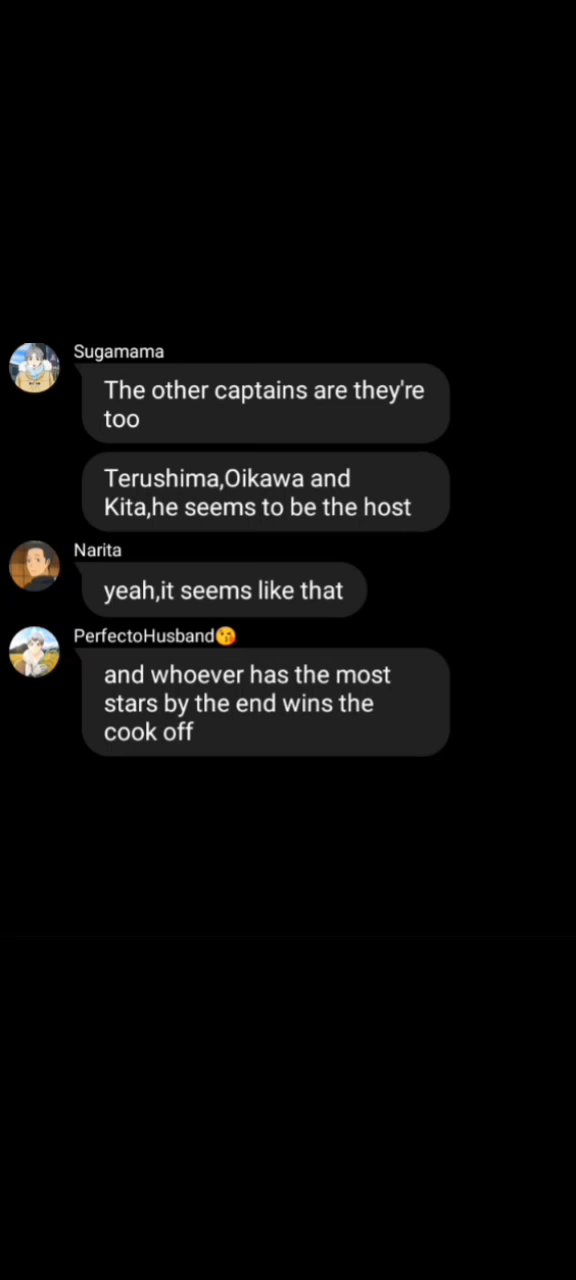 Sugamama
The other captains are they're
too
Terushima,Oikawa and
Kita,he seems to be the host
Narita
yeah,it seems like that
PerfectoHusband😘
and whoever has the most
stars by the end wins the
cook off